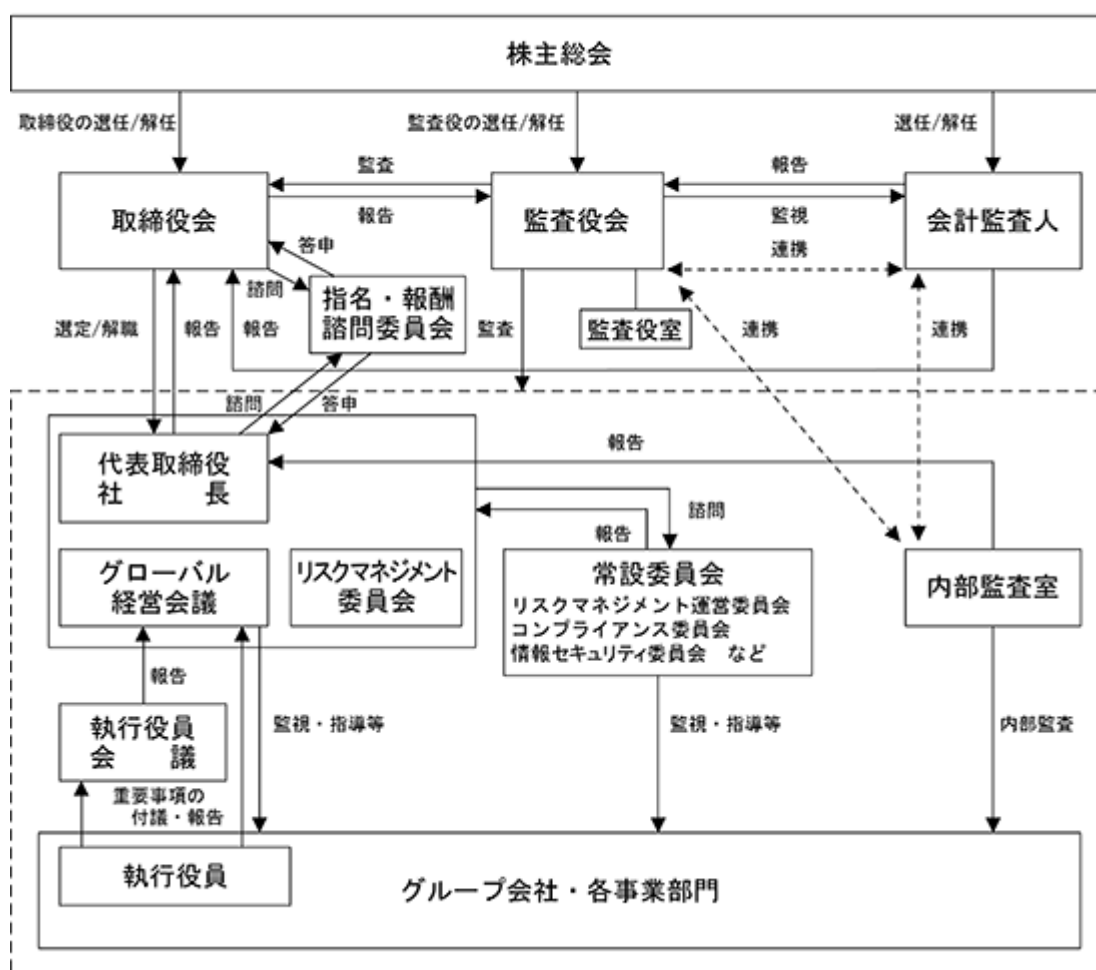 株主総会
取締役の選任/解任
監査役の選任/解任
選任/解任
監査
報告
取締役会
報告
監査役会
監視
会計監査人
答申
連携
諮問
指名・報酬
諮問委員会
監査役室
選定/解職
報告
報告
監査
連携
連携
諮問
答申
代表取締役
社　　長
報告
諮問
報告
グローバル
経営会議
リスクマネジメント
委員会
常設委員会
リスクマネジメント運営委員会
コンプライアンス委員会
情報セキュリティ委員会　など
内部監査室
報告
執行役員
会　　議
監視・指導等
監視・指導等
内部監査
重要事項の
付議・報告
執行役員
グループ会社・各事業部門